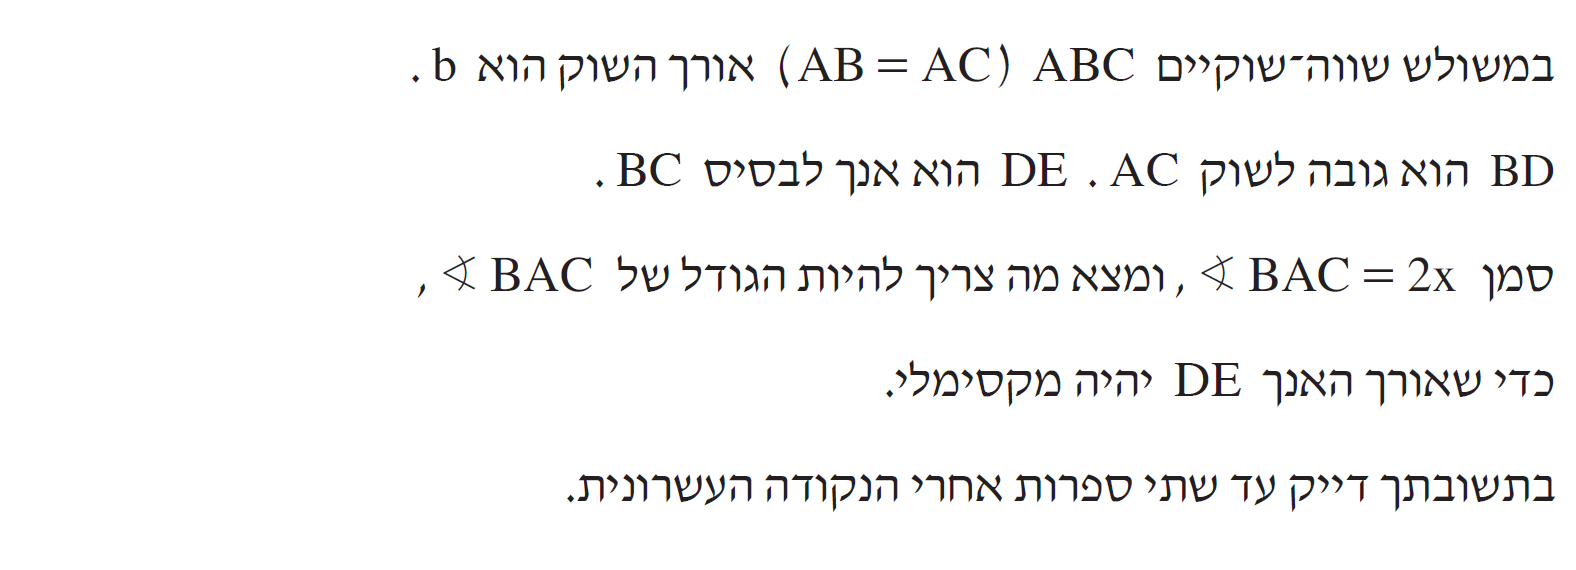 במשולש שווה־שוקיים ABC (AB = AC) אורך השוק הוא b .
BD הוא גובה לשוק AC . DE הוא אנך לבסיס BC .
סמן ∢ BAC = 2x , ומצא מה צריך להיות הגודל של ∢ BAC ,
כדי שאורך האנך DE יהיה מקסימלי.
בתשובתך דייק עד שתי ספרות אחרי הנקודה העשרונית.